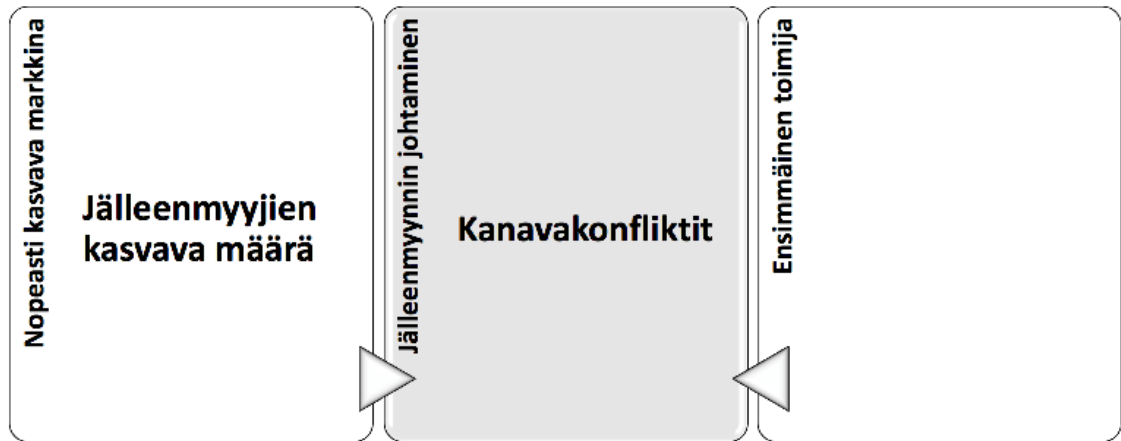 Nopeasti kasvava markkina
Jälleenmyyjien
kasvava määrä
Jälleenmyynnin johtaminen
Kanavakonfliktit
Ensimmäinen toimija